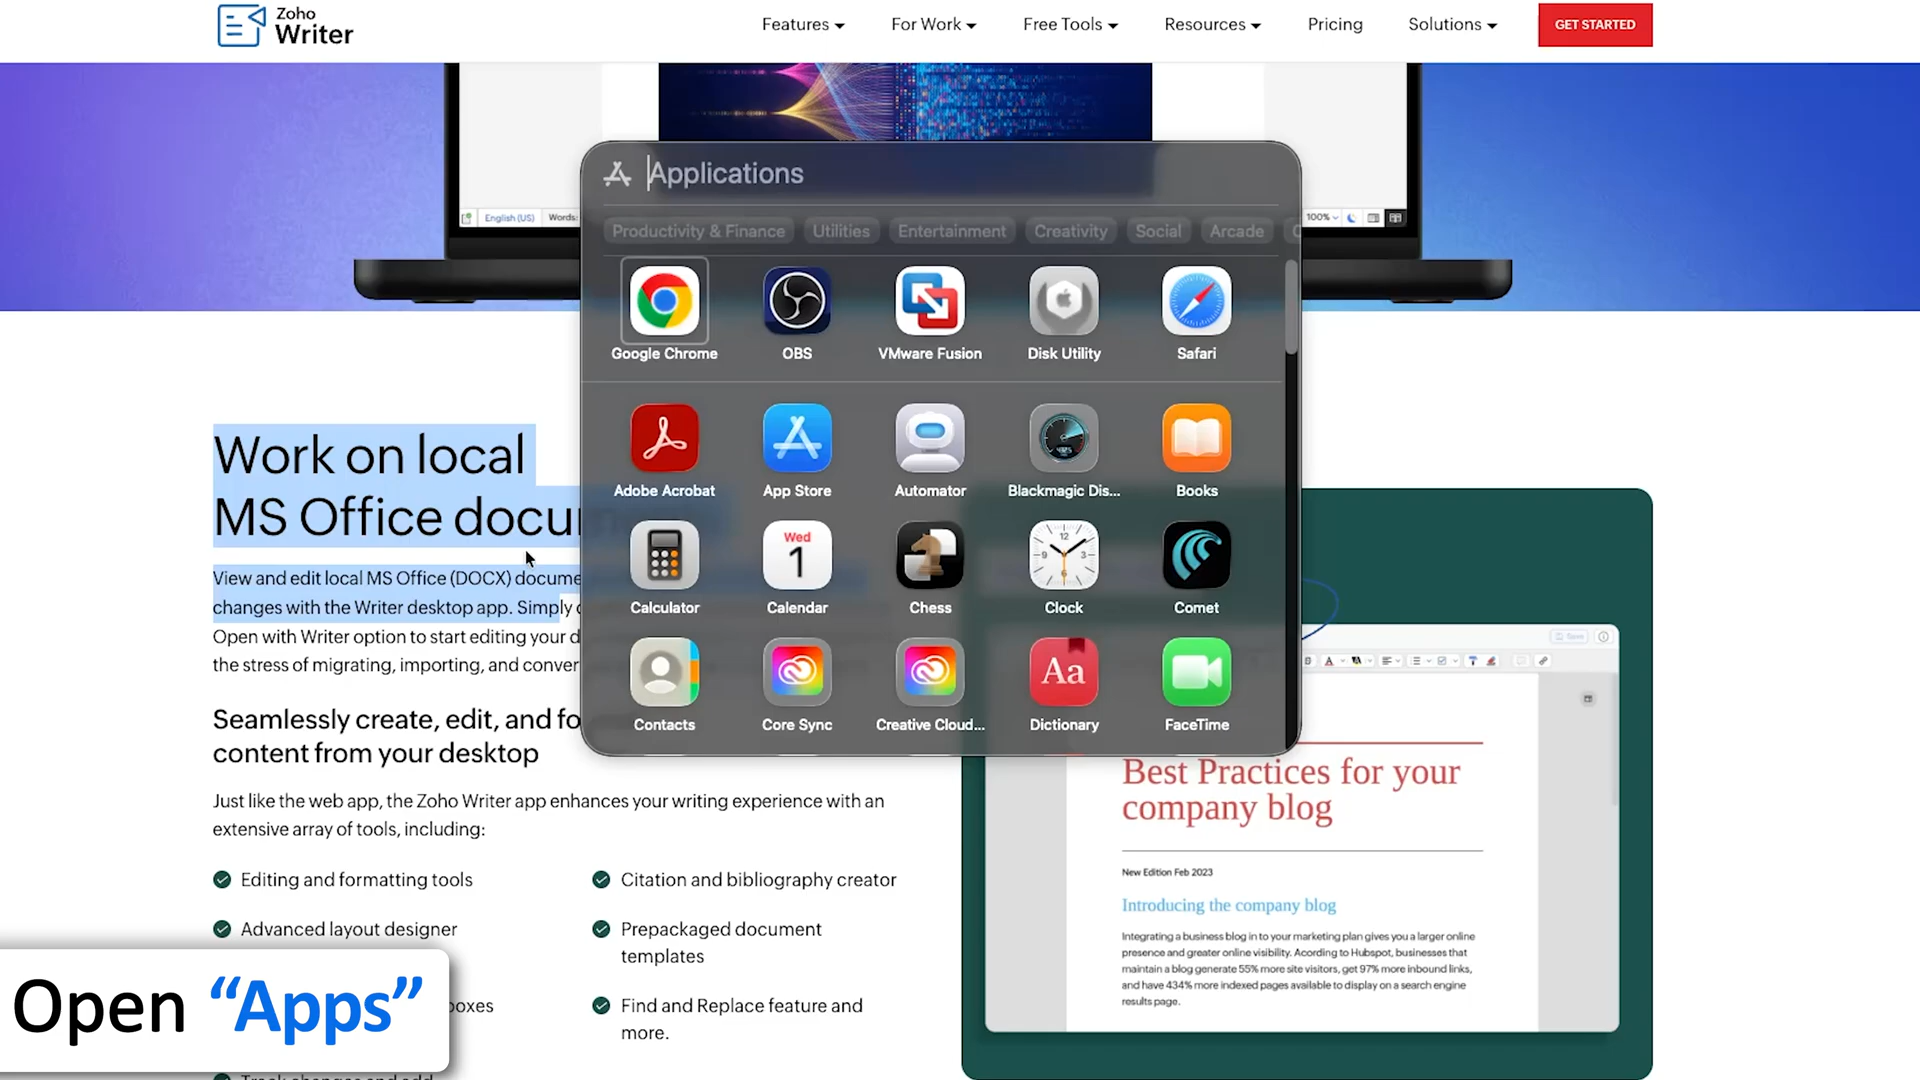 Zoho
Writer
Features
For Work
Free Tools
Resources
Pricing
Solutions
GET STARTED
English (US)
Words:
100%
Applications
Productivity & Finance
Utilities
Entertainment
Creativity
Social
Arcade
Google Chrome
OBS
VMware Fusion
Disk Utility
Safari
Adobe Acrobat
App Store
Automator
Blackmagic Dis...
Books
Calculator
Wed
1
Calendar
Chess
Clock
Comet
Contacts
Core Sync
Creative Cloud...
Aa
Dictionary
FaceTime
Work on local
MS Office docu
View and edit local MS Office (DOCX) docume
changes with the Writer desktop app. Simply
Open with Writer option to start editing your d
the stress of migrating, importing, and conver
Seamlessly create, edit, and fo
content from your desktop
Just like the web app, the Zoho Writer app enhances your writing experience with an
extensive array of tools, including:
Editing and formatting tools
Citation and bibliography creator
Advanced layout designer
Prepackaged document
templates
boxes
Find and Replace feature and
more.
Save
Best Practices for your
company blog
New Edition Feb 2023
Introducing the company blog
Integrating a business blog in to your marketing plan gives you a larger online
presence and greater online visibility. Acording to Hubspot, businesses that
maintain a blog generate 55% more site visitors, get 97% more inbound links,
and have 434% more indexed pages available to display on a search engine
results page.
Open “Apps”